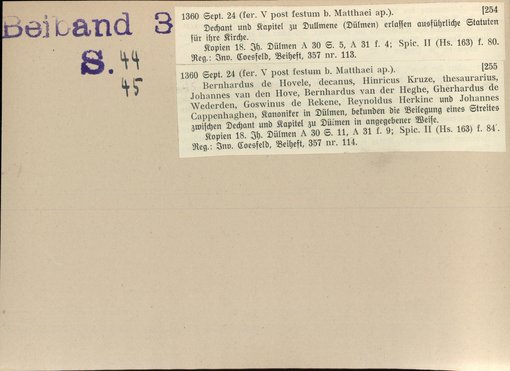 Beiband 3
S. 44
45
1360 Sept. 24 (fer. V post festum b. Matthaei ap.). [254
Dechant und Kapitel zu Dullmene (Dülmen) erlassen ausführliche Statuten
für ihre Kirche.
Kopien 18. Jh. Dülmen A 30 S. 5, A 31 f. 4; Spic. II (Hs. 163) f. 80.
Reg.: Inv. Coesfeld, Beiheft, 357 nr. 113.
1360 Sept. 24 (fer. V post festum b. Matthaei ap.). [255
Bernhardus de Hovele, decanus, Hinricus Kruze, thesaurarius,
Johannes van den Hove, Bernhardus van der Heghe, Gherhardus de
Wederden, Goswinus de Rekene, Reynoldus Herkine und Johannes
Cappenhaghen, Kanoniker in Dülmen, bekunden die Beilegung eines Streites
zwischen Dechant und Kapitel zu Dülmen in angegebener Weise.
Kopien 18. Jh. Dülmen A 30 S. 11, A 31 f. 9; Spic. II (Hs. 163) f. 84.
Reg.: Inv. Coesfeld, Beiheft, 357 nr. 114.